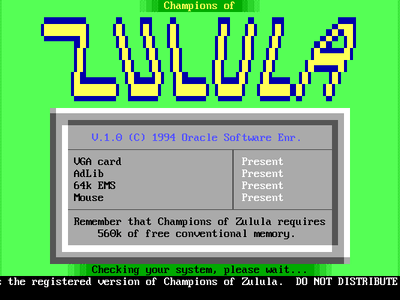 Champions of
ZULULA
V.1.0 (C) 1994 Oracle Software Enr.
VGA card Present
AdLib Present
64k EMS Present
Mouse Present
Remember that Champions of Zulula requires
560k of free conventional memory.
Checking your system, please wait...
the registered version of Champions of Zulula. DO NOT DISTRIBUTE